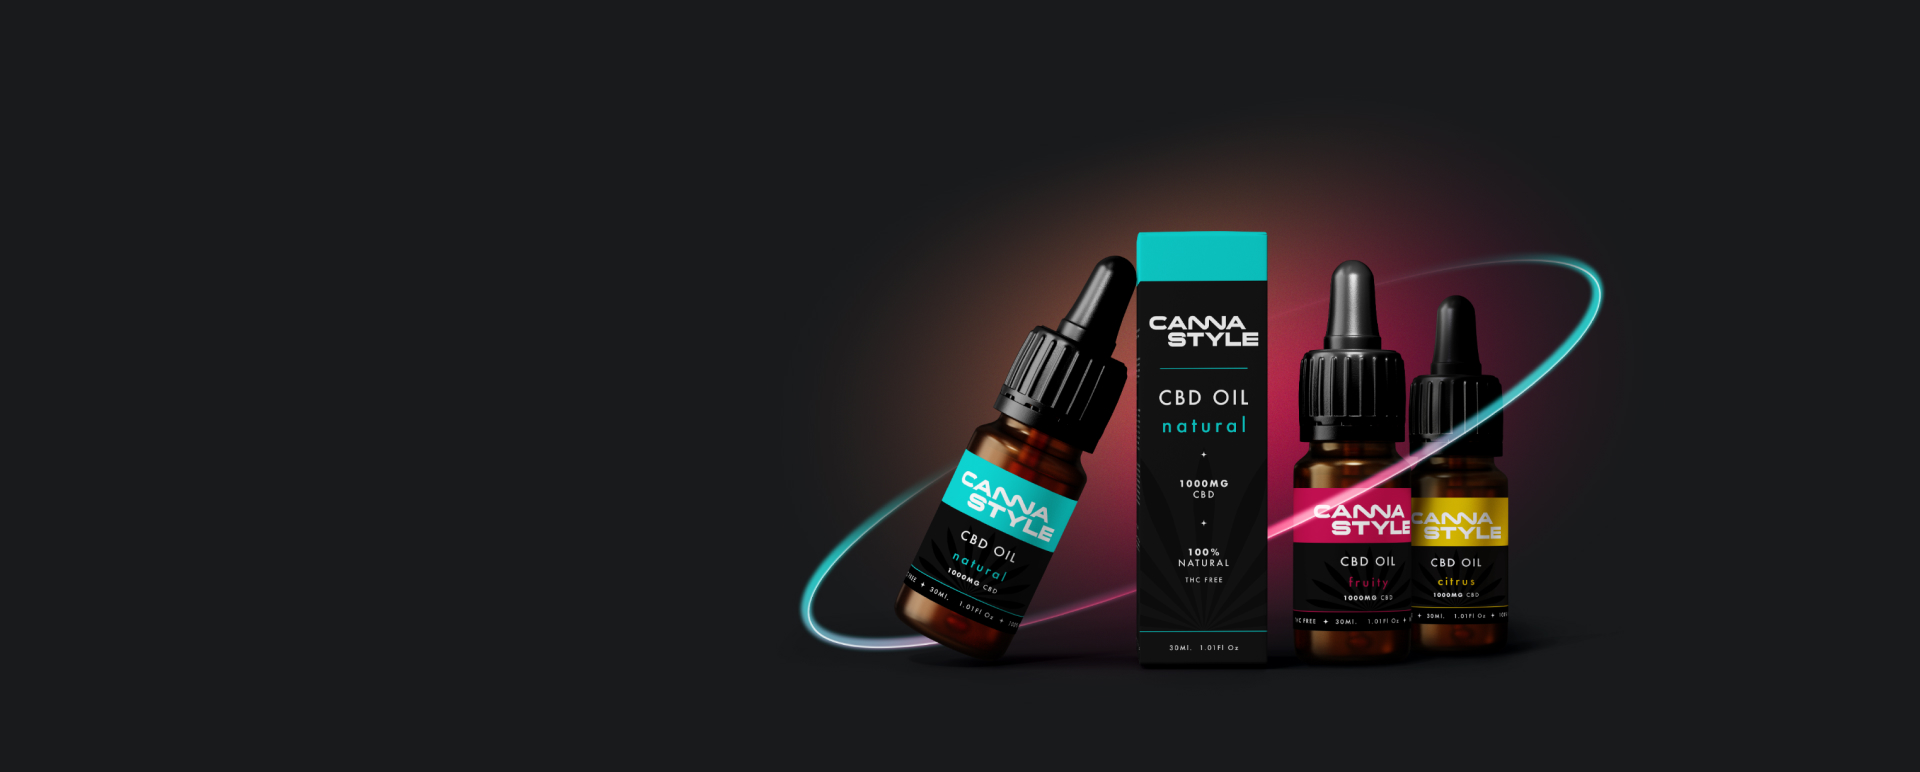 CANNA
STYLE
CBD OIL
natural
1000MG CBD
FREE ✦ 30Ml. 1.01Fl Oz ✦
CANNA
STYLE
CBD OIL
natural
1000MG
CBD
100%
NATURAL
THC FREE
30Ml. 1.01Fl Oz
CANNA
STYLE
CBD OIL
fruity
1000MG CBD
THC FREE ✦ 30Ml. 1.01Fl Oz ✦
CANNA
STYLE
CBD OIL
citrus
1000MG CBD
✦ 30Ml. 1.01Fl Oz ✦